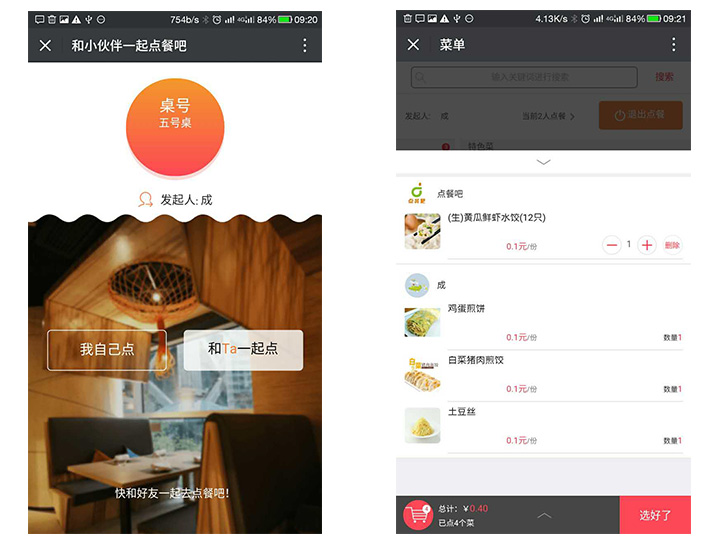 754b/s 4G 84% 09:20
和小伙伴一起点餐吧
桌号
五号桌
发起人: 成
我自己点
和Ta一起点
快和好友一起去点餐吧!
4.13K/s 4G 84% 09:21
菜单
输入关键词进行搜索
搜索
发起人: 成
当前2人点餐
退出点餐
特色菜
点餐吧
(生)黄瓜鲜虾水饺(12只)
0.1元/份
1
删除
成
鸡蛋煎饼
0.1元/份
数量1
白菜猪肉煎饺
0.1元/份
数量1
土豆丝
0.1元/份
数量1
4
总计: ￥0.40
已点4个菜
选好了